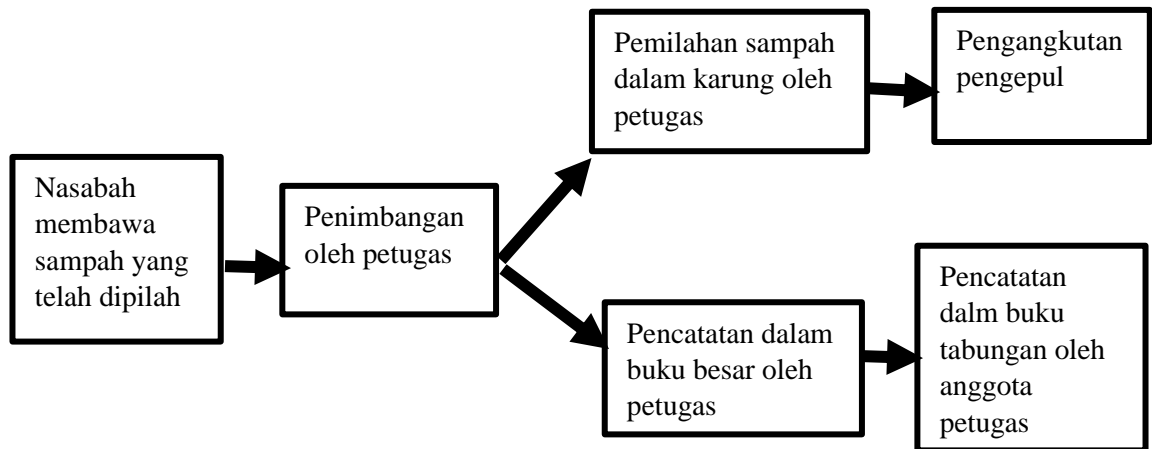 Nasabah
membawa
sampah yang
telah dipilah
Penimbangan
oleh petugas
Pemilahan sampah
dalam karung oleh
petugas
Pengangkutan
pengepul
Pencatatan dalam
buku besar oleh
petugas
Pencatatan
dalm buku
tabungan oleh
anggota
petugas